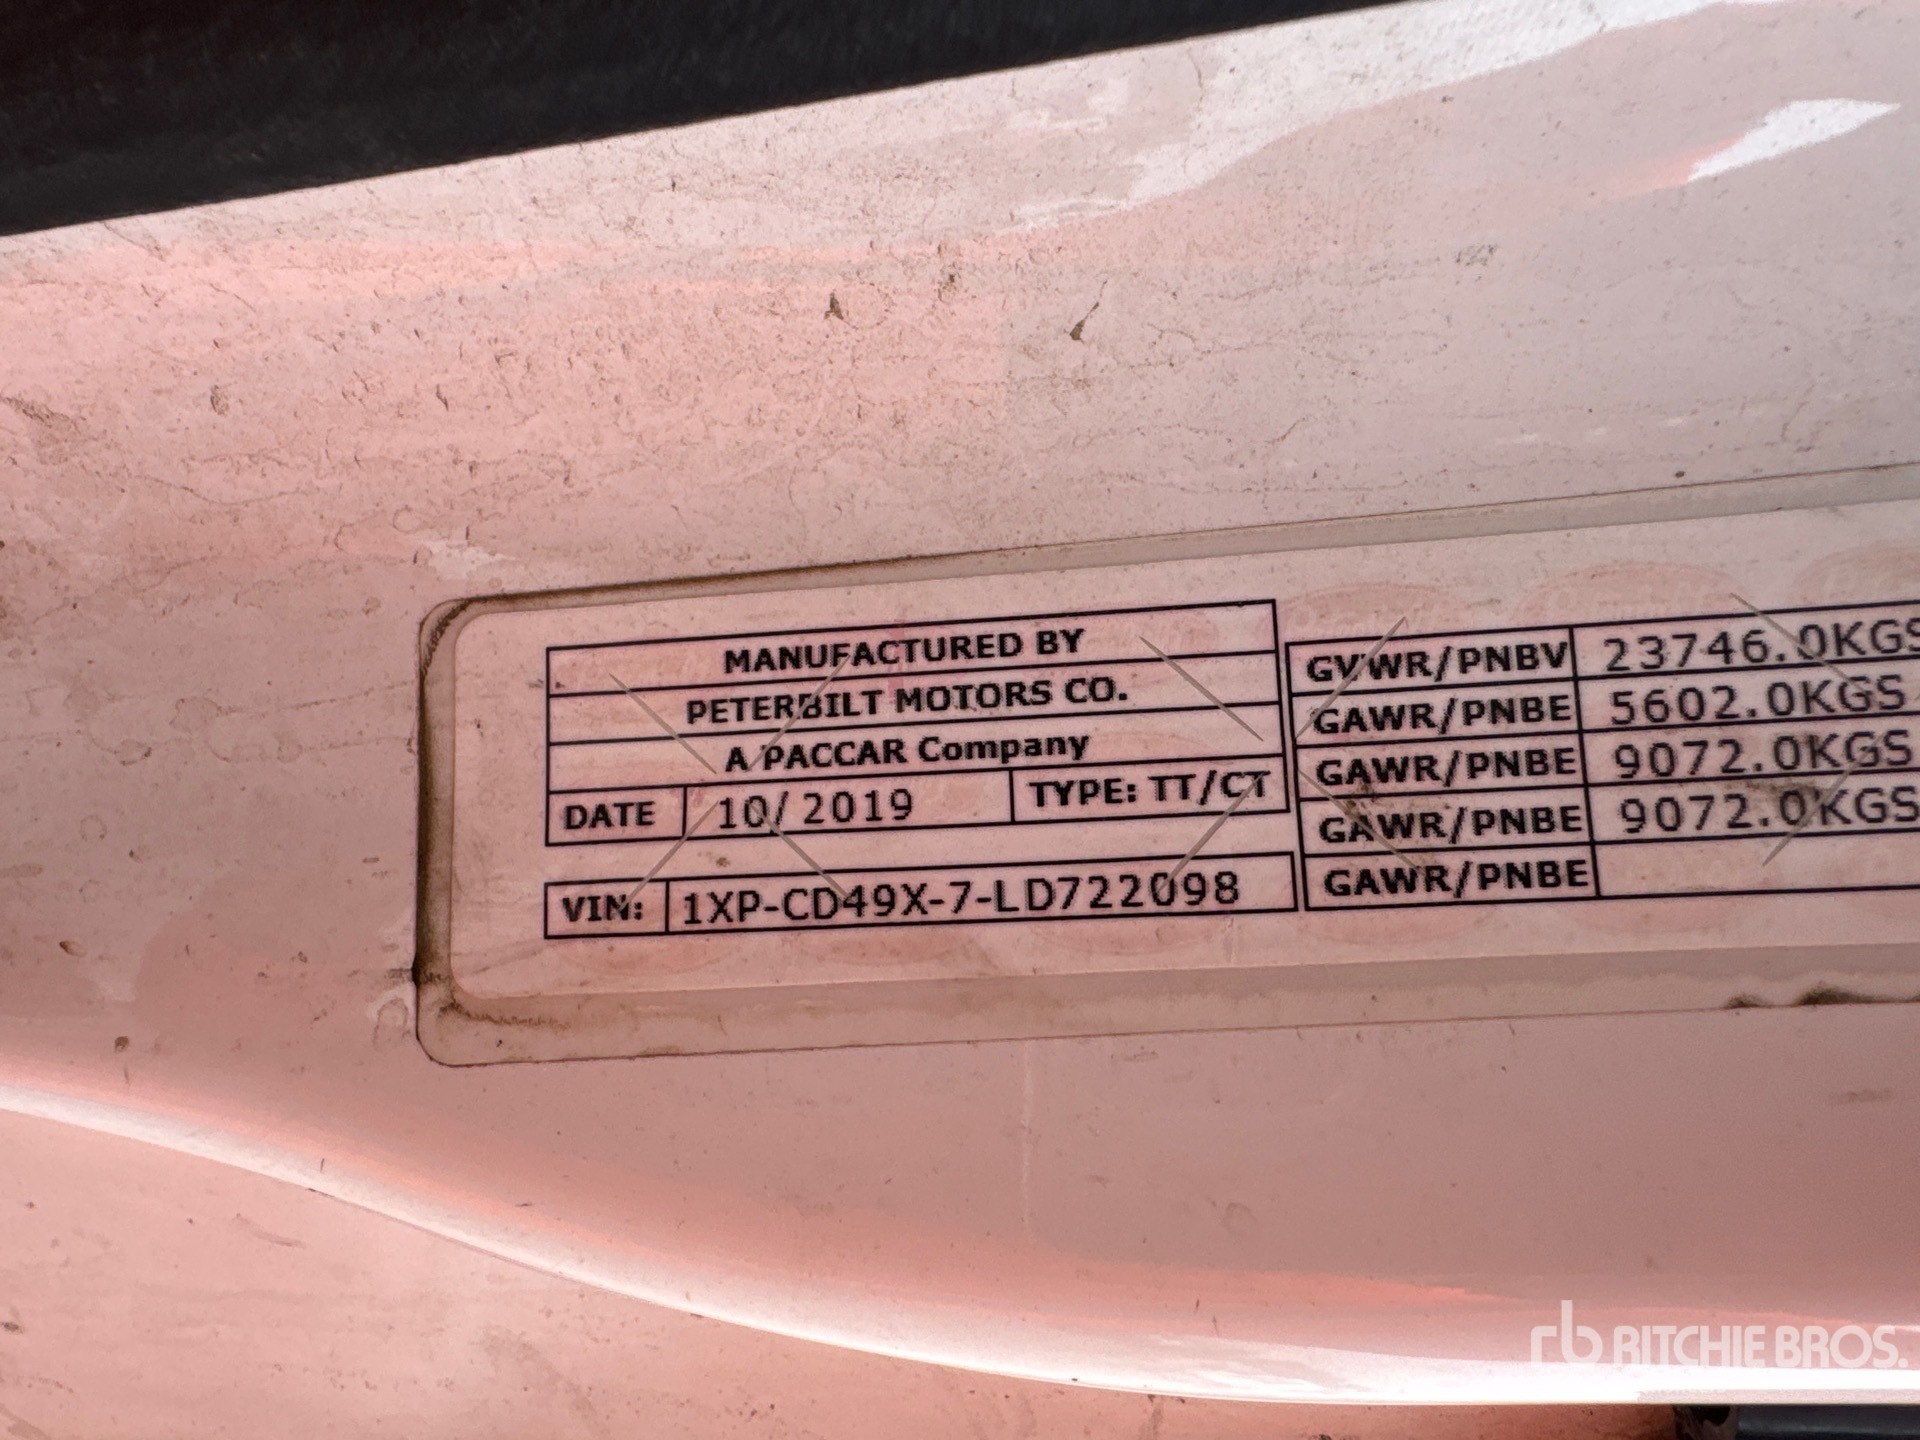 MANUFACTURED BY
PETERBILT MOTORS CO.
A PACCAR Company
DATE 10/2019 TYPE: TT/CT
VIN: 1XP-CD49X-7-LD722098
GVWR/PNBV 23746.0KGS
GAWR/PNBE 5602.0KGS
GAWR/PNBE 9072.0KGS
GAWR/PNBE 9072.0KGS
GAWR/PNBE
rb RITCHIE BROS.